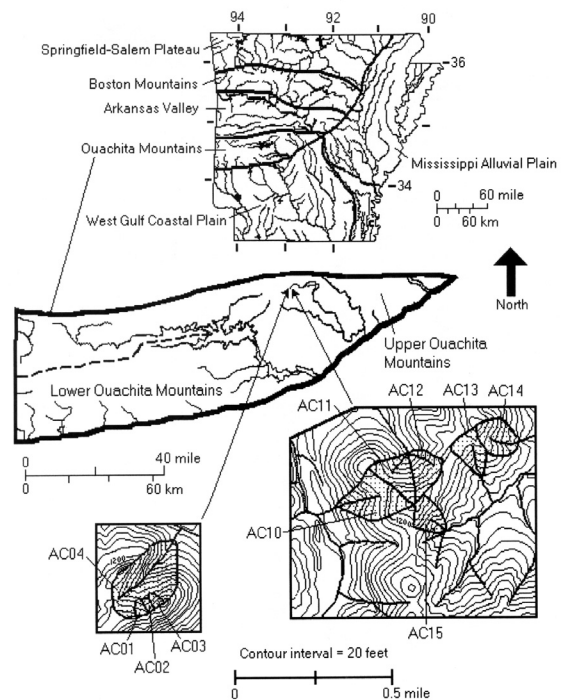 94 92 90
Springfield-Salem Plateau
36
Boston Mountains
Arkansas Valley
Ouachita Mountains
Mississippi Alluvial Plain
34
West Gulf Coastal Plain
0 60 mile
0 60 km
North
Upper Ouachita
Mountains
Lower Ouachita Mountains
0 40 mile
0 60 km
AC11
AC12
AC13
AC14
AC10
1200
AC15
AC04
1200
AC01
AC02
AC03
Contour interval = 20 feet
0 0.5 mile